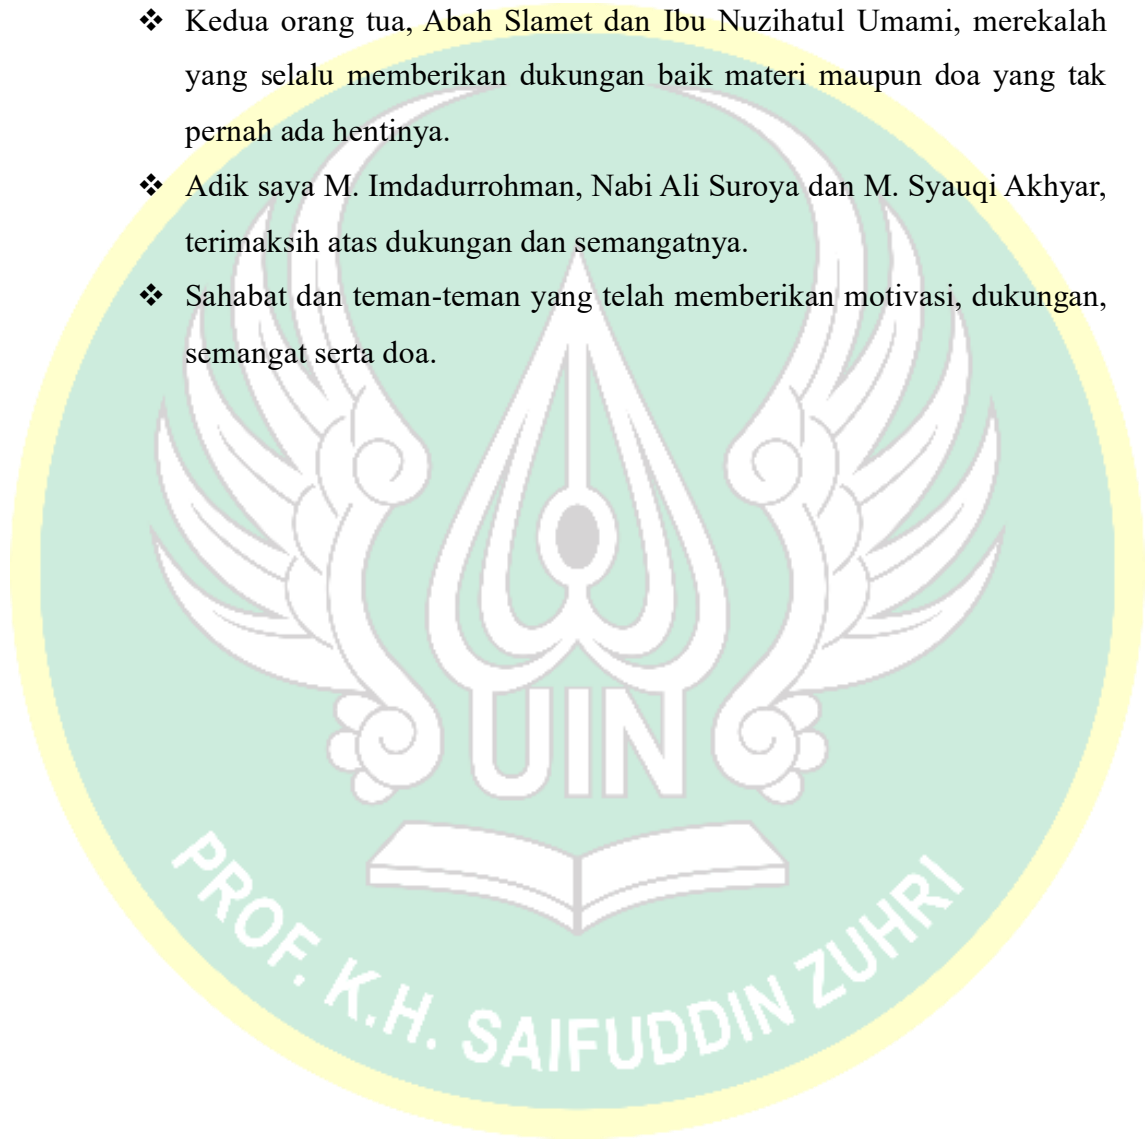 ❖ Kedua orang tua, Abah Slamet dan Ibu Nuzihatul Umami, merekalah
yang selalu memberikan dukungan baik materi maupun doa yang tak
pernah ada hentinya.
❖ Adik saya M. Imdadurrohman, Nabi Ali Suroya dan M. Syauqi Akhyar,
terimaksih atas dukungan dan semangatnya.
❖ Sahabat dan teman-teman yang telah memberikan motivasi, dukungan,
semangat serta doa.
UIN
PROF. K.H. SAIFUDDIN ZUHRI